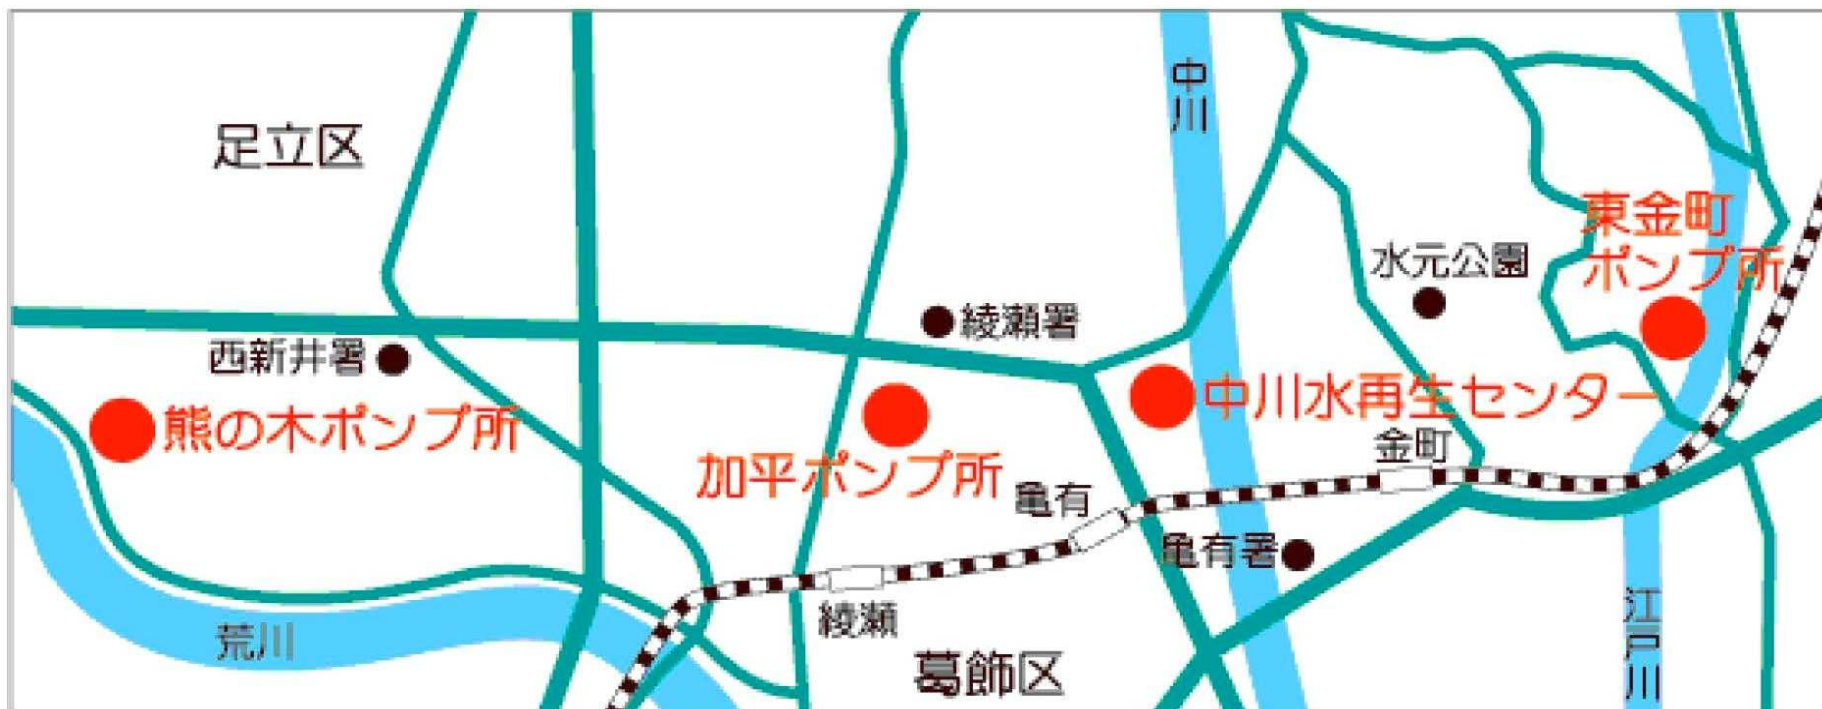 中川
足立区
東金町
ポンプ所
水元公園
綾瀬署
西新井署
中川水再生センター
熊の木ポンプ所
金町
加平ポンプ所
亀有
亀有署
綾瀬
江戸川
荒川
葛飾区